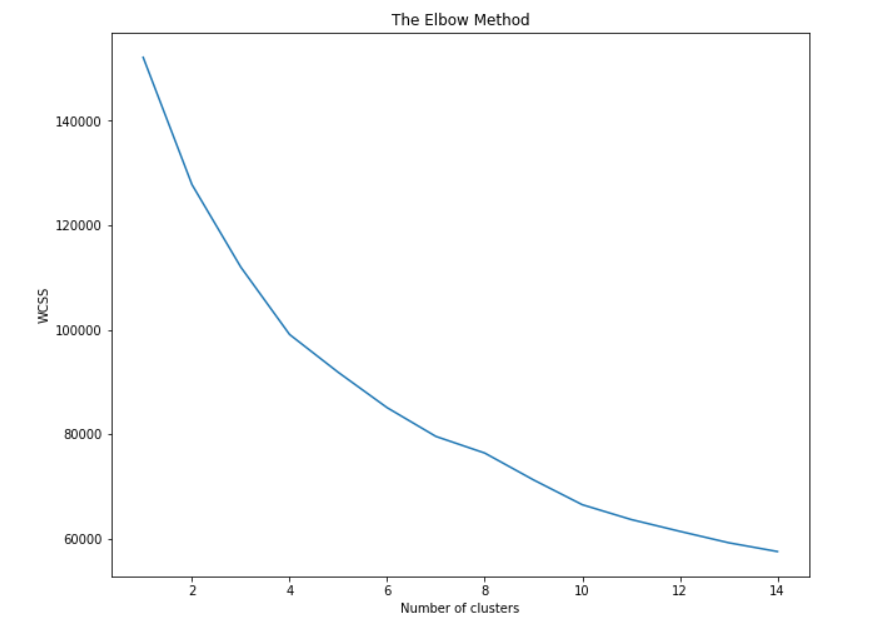 The Elbow Method
140000
120000
100000
80000
60000
WCSS
2 4 6 8 10 12 14
Number of clusters